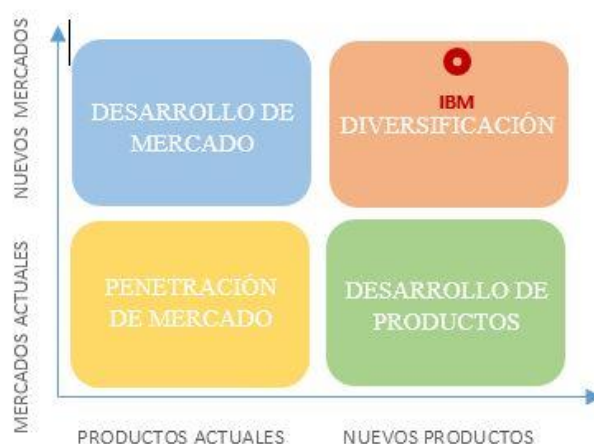 NUEVOS MERCADOS
DESARROLLO DE
MERCADO
IBM
DIVERSIFICACIÓN
MERCADOS ACTUALES
PENETRACIÓN
DE MERCADO
DESARROLLO DE
PRODUCTOS
PRODUCTOS ACTUALES
NUEVOS PRODUCTOS